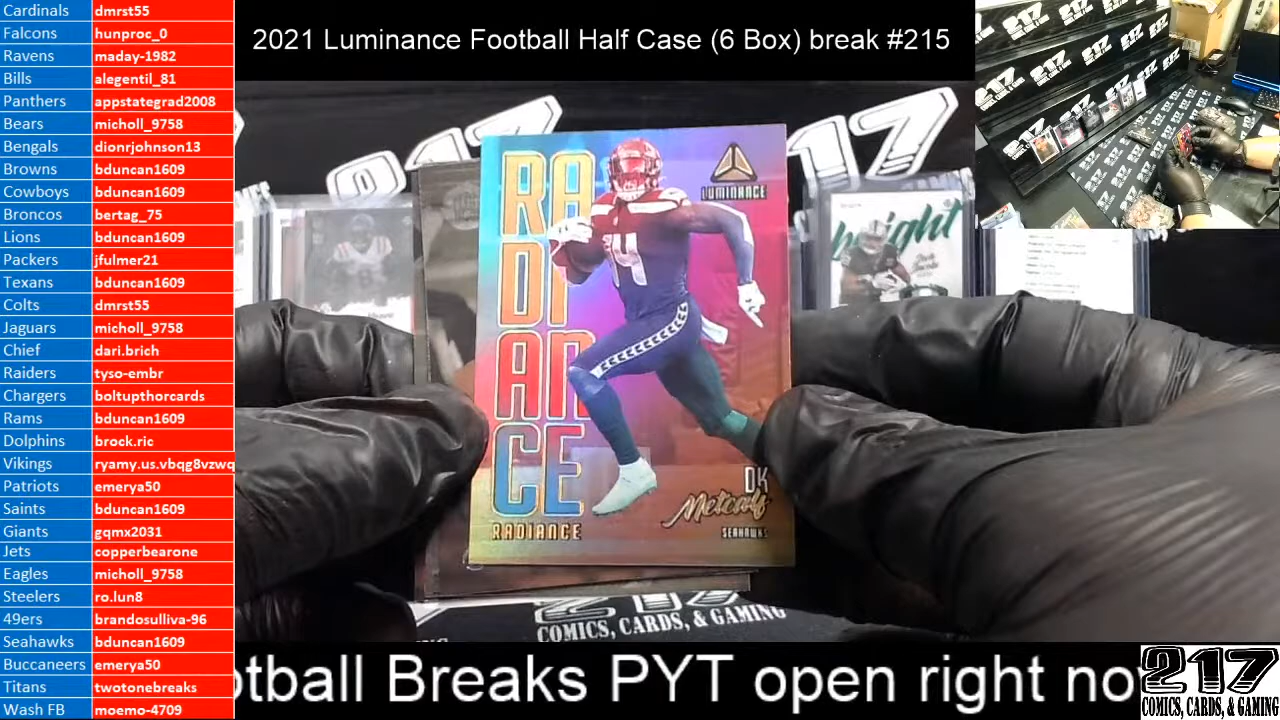 Cardinals dmrst55
Falcons hunproc_0
Ravens maday-1982
Bills alegentil_81
Panthers appstategrad2008
Bears micholl_9758
Bengals dionrjohnson13
Browns bduncan1609
Cowboys bduncan1609
Broncos bertag_75
Lions bduncan1609
Packers jfulmer21
Texans bduncan1609
Colts dmrst55
Jaguars micholl_9758
Chief dari.brich
Raiders tyso-embr
Chargers boltupthorcards
Rams bduncan1609
Dolphins brock.ric
Vikings ryamy.us.vbqg8vzwq
Patriots emerya50
Saints bduncan1609
Giants gqmx2031
Jets copperbearone
Eagles micholl_9758
Steelers ro.lun8
49ers brandosulliva-96
Seahawks bduncan1609
Buccaneers emerya50
Titans twotonebreaks
Wash FB moemo-4709
2021 Luminance Football Half Case (6 Box) break #215
RA
DI
AN
CE
RADIANCE
LUMINANCE
DK
Metcalf
SEAHAWKS
217
COMICS, CARDS, & GAMING
otball Breaks PYT open right no
217
COMICS, CARDS, & GAMING